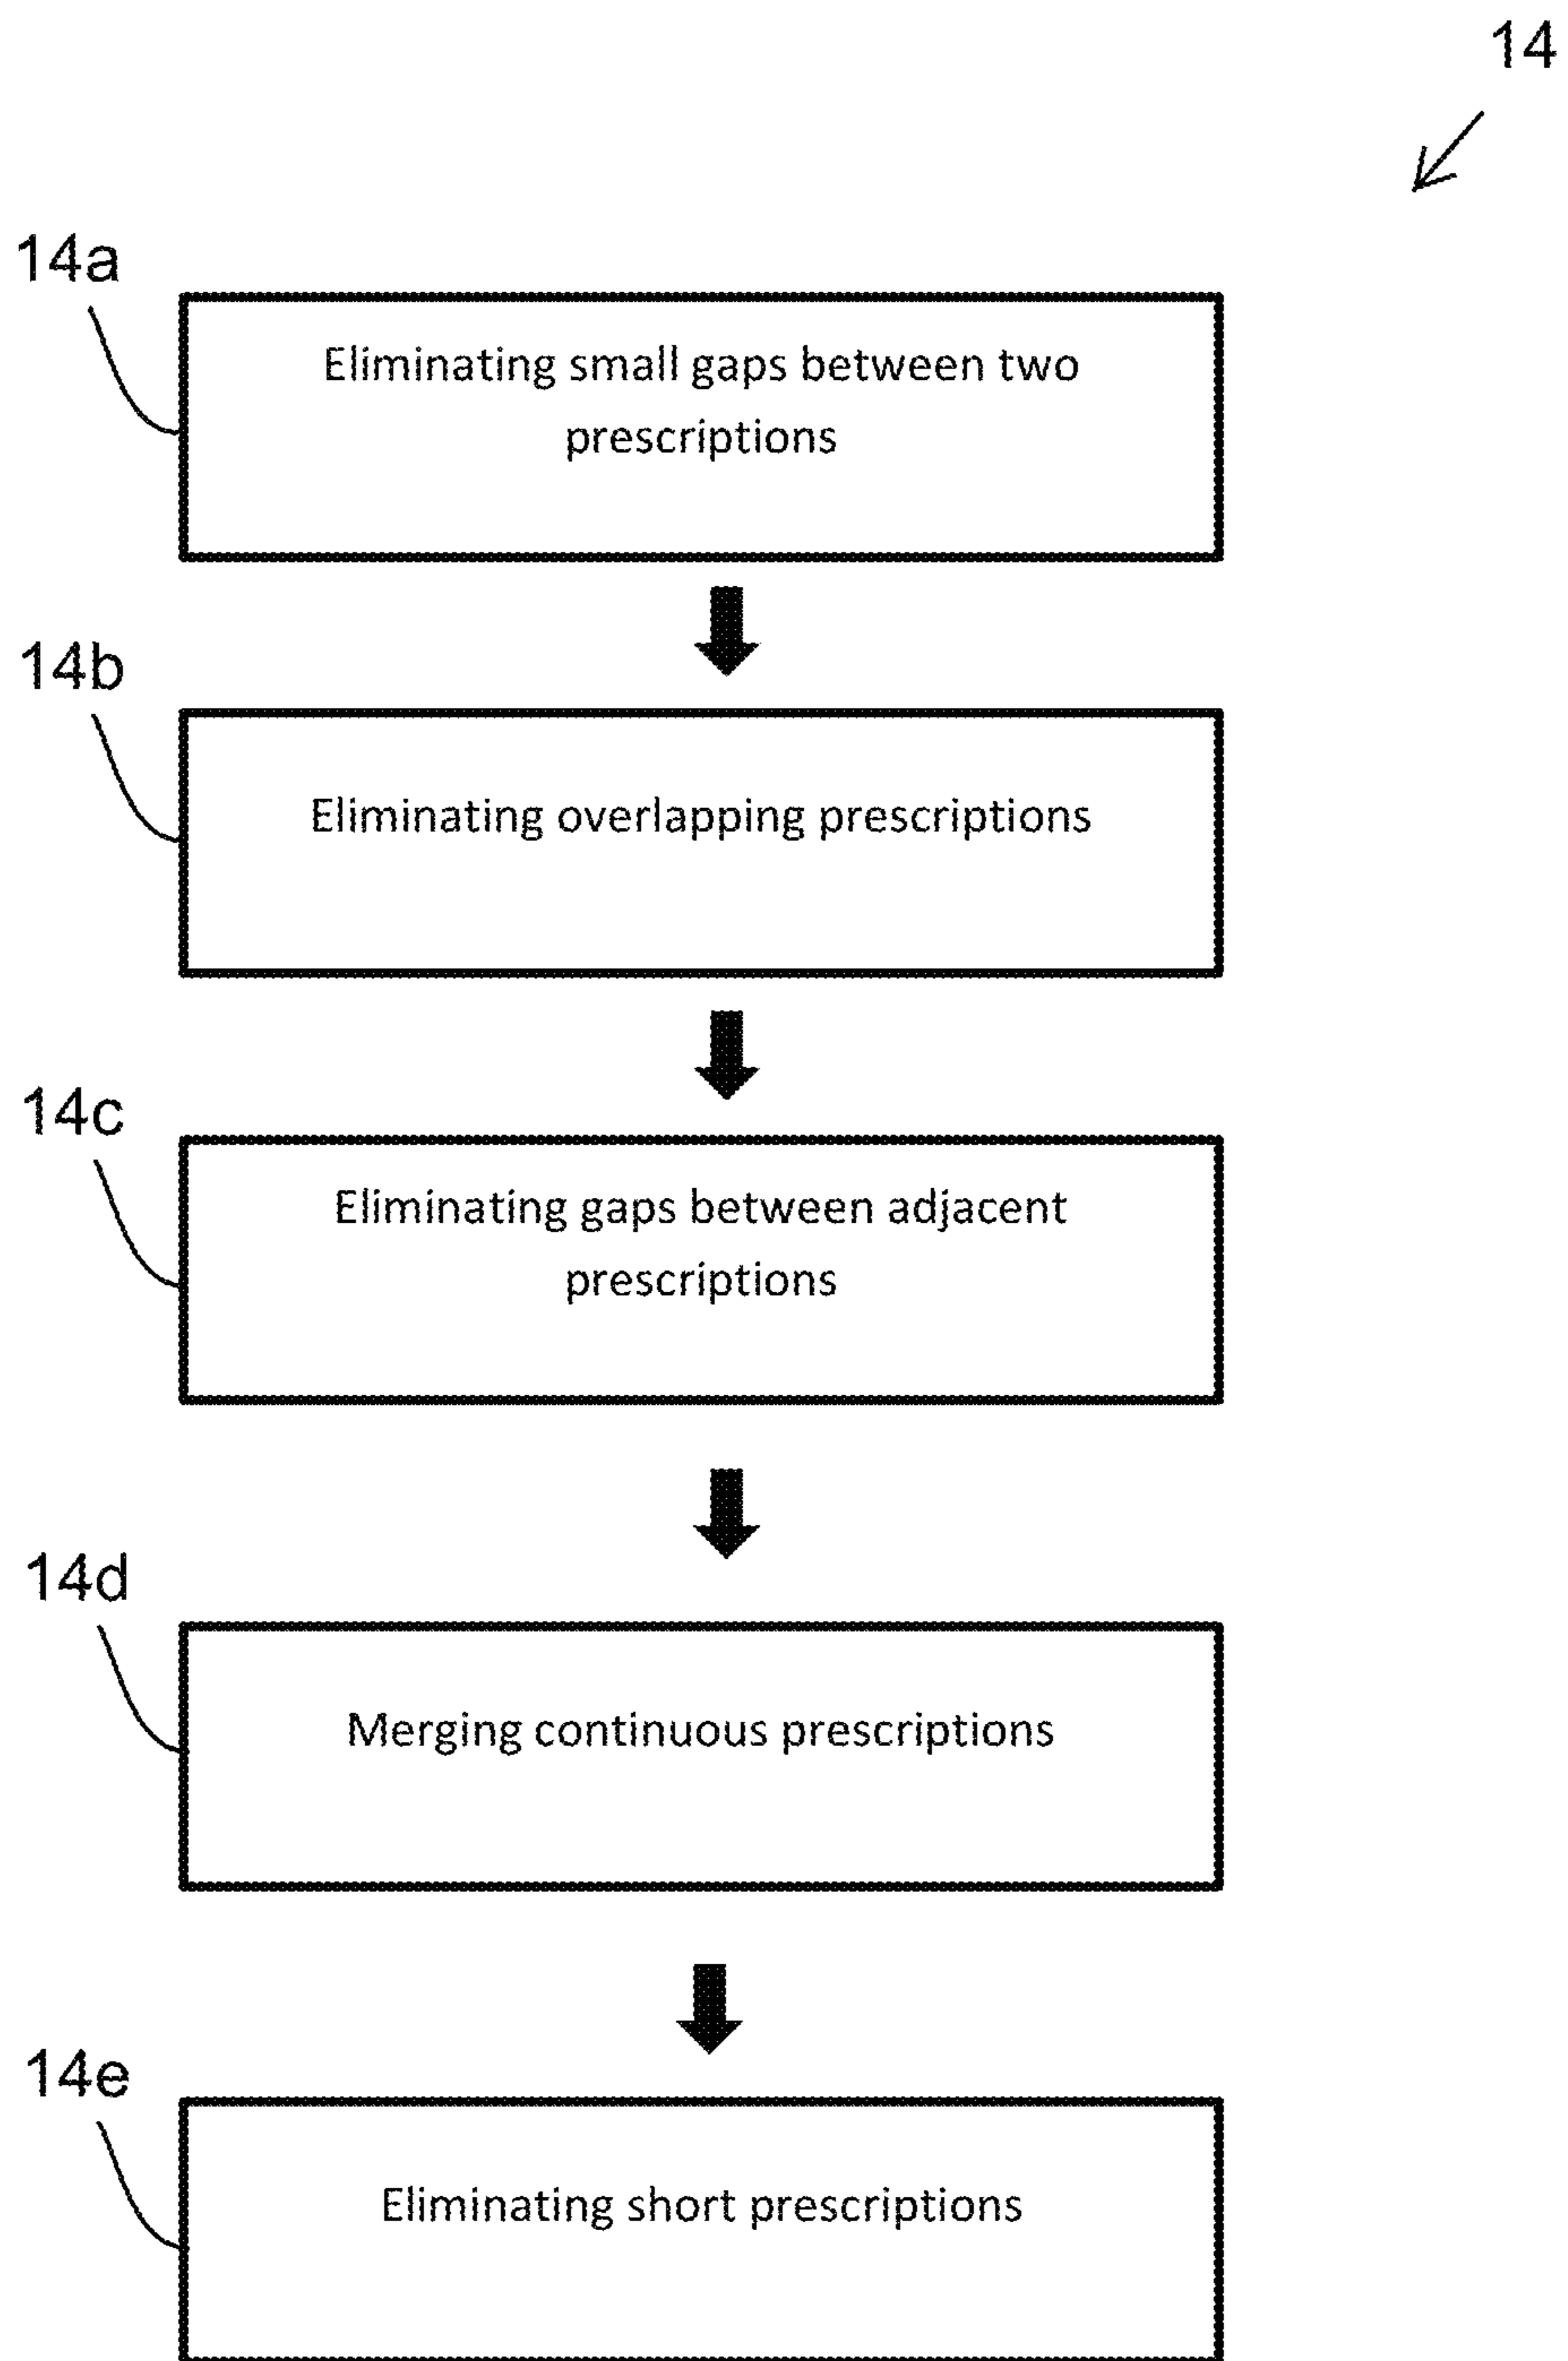 14
14a
Eliminating small gaps between two
prescriptions
14b
Eliminating overlapping prescriptions
14c
Eliminating gaps between adjacent
prescriptions
14d
Merging continuous prescriptions
14e
Eliminating short prescriptions